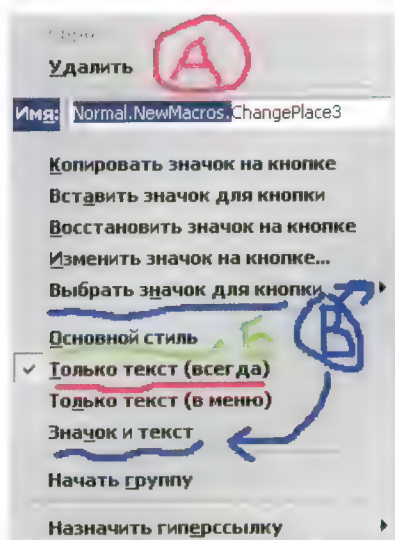 А
Удалить
Имя: Normal.NewMacros.ChangePlace3
Копировать значок на кнопке
Вставить значок для кнопки
Восстановить значок на кнопке
Изменить значок на кнопке...
Выбрать значок для кнопки
Основной стиль Б
В
✓ Только текст (всегда)
Только текст (в меню)
Значок и текст
Начать группу
Назначить гиперссылку